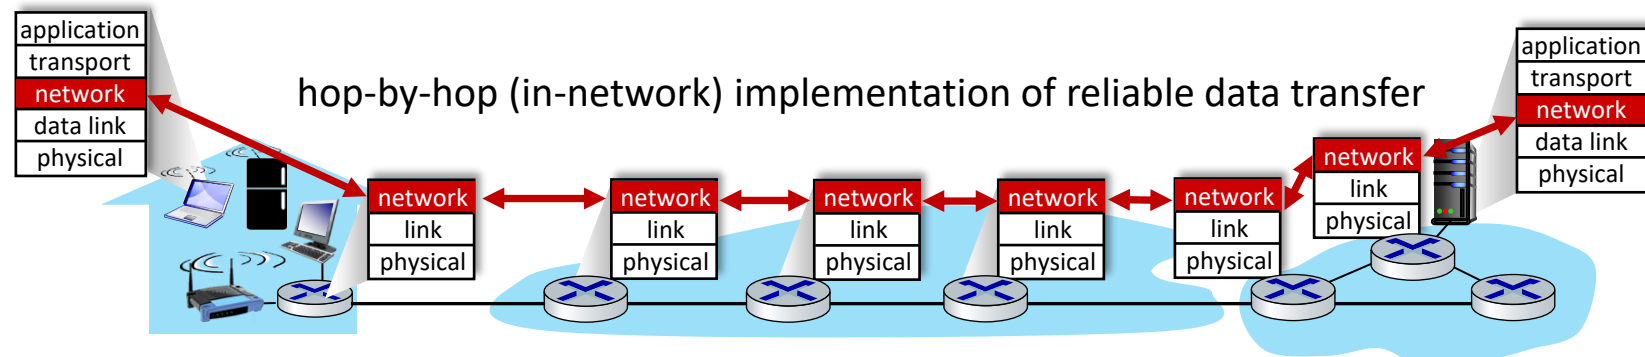 application
transport
network
data link
physical
hop-by-hop (in-network) implementation of reliable data transfer
network
link
physical
network
link
physical
network
link
physical
network
link
physical
network
link
physical
network
link
physical
application
transport
network
data link
physical